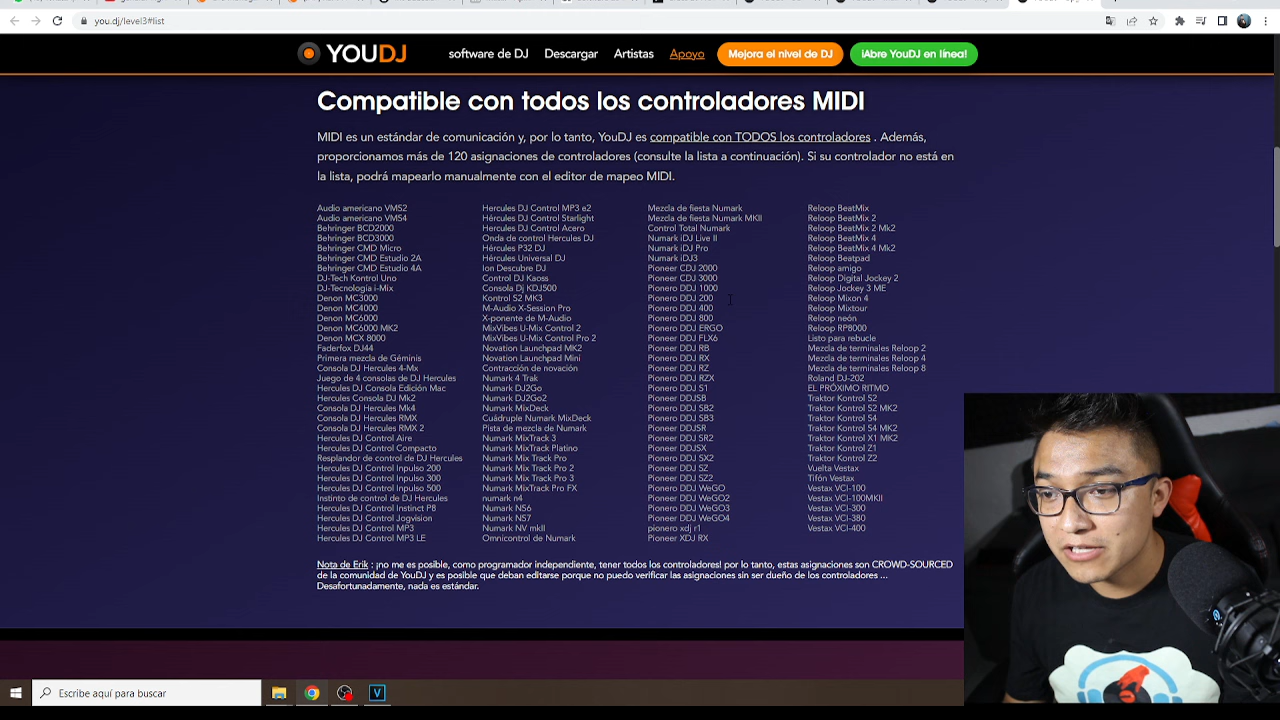 you.dj/level3#list
YOUDJ
software de DJ
Descargar
Artistas
Apoyo
Mejora el nivel de DJ
¡Abre YouDJ en línea!
Compatible con todos los controladores MIDI
MIDI es un estándar de comunicación y, por lo tanto, YouDJ es compatible con TODOS los controladores . Además,
proporcionamos más de 120 asignaciones de controladores (consulte la lista a continuación). Si su controlador no está en
la lista, podrá mapearlo manualmente con el editor de mapeo MIDI.
Audio americano VMS2
Audio americano VMS4
Behringer BCD2000
Behringer BCD3000
Behringer CMD Micro
Behringer CMD Estudio 2A
Behringer CMD Estudio 4A
DJ-Tech Kontrol Uno
DJ-Tecnología i-Mix
Denon MC3000
Denon MC4000
Denon MC6000
Denon MC6000 MK2
Denon MCX 8000
Faderfox DJ44
Primera mezcla de Géminis
Consola DJ Hercules 4-Mx
Juego de 4 consolas de DJ Hercules
Hercules DJ Consola Edición Mac
Hercules Consola DJ Mk2
Consola DJ Hercules Mk4
Consola DJ Hercules RMX
Consola DJ Hercules RMX 2
Hercules DJ Control Aire
Hercules DJ Control Compacto
Resplandor de control de DJ Hercules
Hercules DJ Control Inpulso 200
Hercules DJ Control Inpulso 300
Hercules DJ Control Inpulso 500
Instinto de control de DJ Hercules
Hercules DJ Control Instinct P8
Hercules DJ Control Jogvision
Hercules DJ Control MP3
Hercules DJ Control MP3 LE
Hércules DJ Control MP3 e2
Hércules DJ Control Starlight
Hercules DJ Control Acero
Onda de control Hercules DJ
Hércules P32 DJ
Hércules Universal DJ
Ion Descubre DJ
Control DJ Kaoss
Consola Dj KDJ500
Kontrol S2 MK3
M-Audio X-Session Pro
X-ponente de M-Audio
MixVibes U-Mix Control 2
MixVibes U-Mix Control Pro 2
Novation Launchpad MK2
Novation Launchpad Mini
Contracción de novación
Numark 4 Trak
Numark DJ2Go
Numark DJ2Go2
Numark MixDeck
Cuádruple Numark MixDeck
Pista de mezcla de Numark
Numark MixTrack 3
Numark MixTrack Platino
Numark Mix Track Pro
Numark Mix Track Pro 2
Numark Mix Track Pro 3
Numark MixTrack Pro FX
numark n4
Numark NS6
Numark NS7
Numark NV mkII
Omnicontrol de Numark
Mezcla de fiesta Numark
Mezcla de fiesta Numark MKII
Control Total Numark
Numark iDJ Live II
Numark iDJ Pro
Numark iDJ3
Pioneer CDJ 2000
Pioneer CDJ 3000
Pionero DDJ 1000
Pionero DDJ 200
Pionero DDJ 400
Pionero DDJ 800
Pionero DDJ ERGO
Pioneer DDJ FLX6
Pioneer DDJ RB
Pionero DDJ RX
Pionero DDJ RZ
Pionero DDJ RZX
Pionero DDJ S1
Pioneer DDJSB
Pionero DDJ SB2
Pionero DDJ SB3
Pioneer DDJSR
Pionero DDJ SR2
Pioneer DDJSX
Pionero DDJ SX2
Pioneer DDJ SZ
Pioneer DDJ SZ2
Pioneer DDJ WeGO
Pioneer DDJ WeGO2
Pionero DDJ WeGO3
Pioneer DDJ WeGO4
pionero xdj r1
Pioneer XDJ RX
Reloop BeatMix
Reloop BeatMix 2
Reloop BeatMix 2 Mk2
Reloop BeatMix 4
Reloop BeatMix 4 Mk2
Reloop Beatpad
Reloop amigo
Reloop Digital Jockey 2
Reloop Jockey 3 ME
Reloop Mixon 4
Reloop Mixtour
Reloop neón
Reloop RP8000
Listo para rebucle
Mezcla de terminales Reloop 2
Mezcla de terminales Reloop 4
Mezcla de terminales Reloop 8
Roland DJ-202
EL PRÓXIMO RITMO
Traktor Kontrol S2
Traktor Kontrol S2 MK2
Traktor Kontrol S4
Traktor Kontrol S4 MK2
Traktor Kontrol X1 MK2
Traktor Kontrol Z1
Traktor Kontrol Z2
Vuelta Vestax
Tifón Vestax
Vestax VCI-100
Vestax VCI-100MKII
Vestax VCI-300
Vestax VCI-380
Vestax VCI-400
Nota de Erik : ¡no me es posible, como programador independiente, tener todos los controladores! por lo tanto, estas asignaciones son CROWD-SOURCED
de la comunidad de YouDJ y es posible que deban editarse porque no puedo verificar las asignaciones sin ser dueño de los controladores ...
Desafortunadamente, nada es estándar.
Escribe aquí para buscar
V